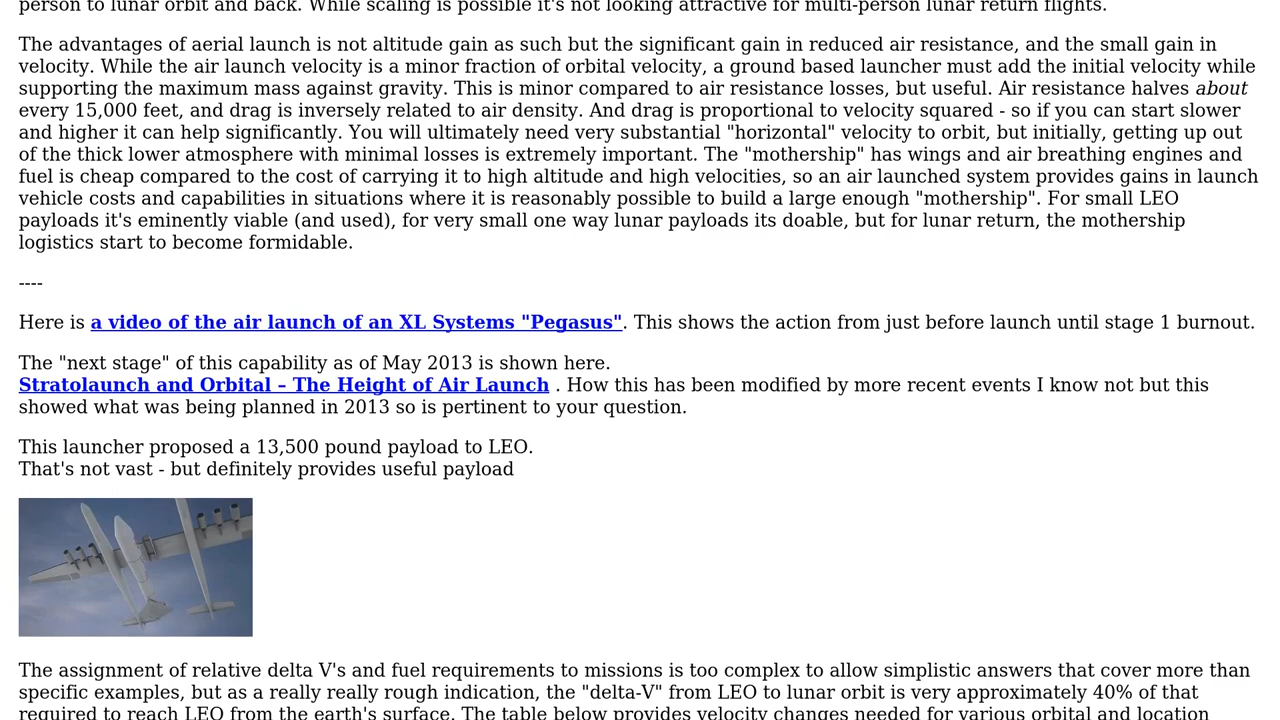 person to lunar orbit and back. While scaling is possible it's not looking attractive for multi-person lunar return flights.
The advantages of aerial launch is not altitude gain as such but the significant gain in reduced air resistance, and the small gain in
velocity. While the air launch velocity is a minor fraction of orbital velocity, a ground based launcher must add the initial velocity while
supporting the maximum mass against gravity. This is minor compared to air resistance losses, but useful. Air resistance halves about
every 15,000 feet, and drag is inversely related to air density. And drag is proportional to velocity squared - so if you can start slower
and higher it can help significantly. You will ultimately need very substantial "horizontal" velocity to orbit, but initially, getting up out
of the thick lower atmosphere with minimal losses is extremely important. The "mothership" has wings and air breathing engines and
fuel is cheap compared to the cost of carrying it to high altitude and high velocities, so an air launched system provides gains in launch
vehicle costs and capabilities in situations where it is reasonably possible to build a large enough "mothership". For small LEO
payloads it's eminently viable (and used), for very small one way lunar payloads its doable, but for lunar return, the mothership
logistics start to become formidable.
----
Here is a video of the air launch of an XL Systems "Pegasus". This shows the action from just before launch until stage 1 burnout.
The "next stage" of this capability as of May 2013 is shown here.
Stratolaunch and Orbital – The Height of Air Launch . How this has been modified by more recent events I know not but this
showed what was being planned in 2013 so is pertinent to your question.
This launcher proposed a 13,500 pound payload to LEO.
That's not vast - but definitely provides useful payload
The assignment of relative delta V's and fuel requirements to missions is too complex to allow simplistic answers that cover more than
specific examples, but as a really really rough indication, the "delta-V" from LEO to lunar orbit is very approximately 40% of that
required to reach LEO from the earth's surface. The table below provides velocity changes needed for various orbital and location